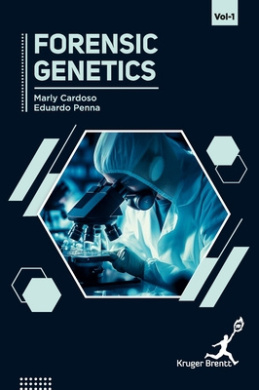 Vol-1
FORENSIC
GENETICS
Marly Cardoso
Eduardo Penna
Kruger Brentt